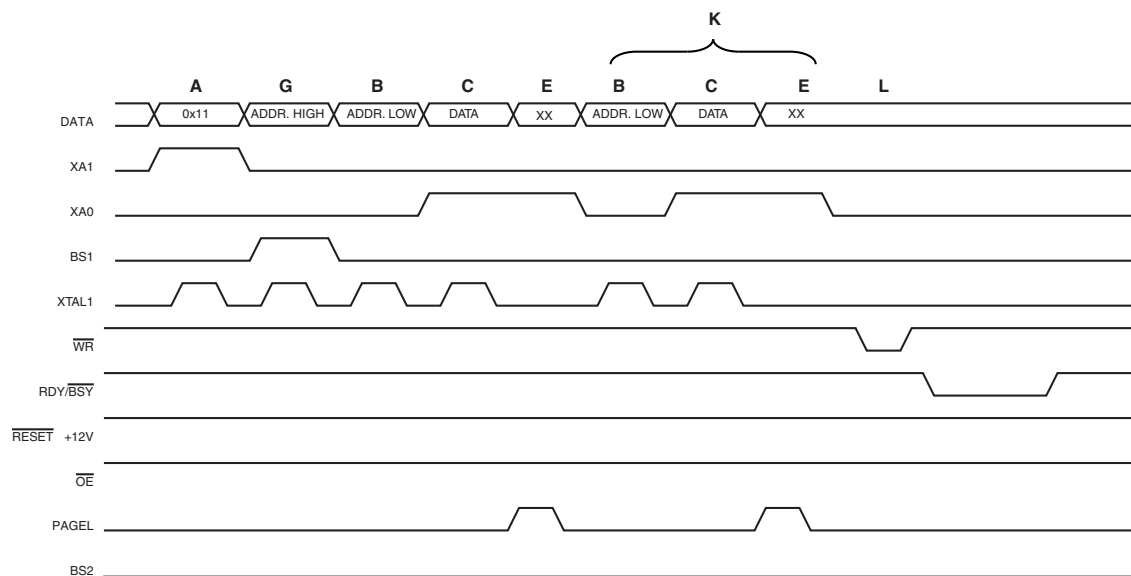 K
A G B C E B C E L
DATA 0x11 ADDR. HIGH ADDR. LOW DATA XX ADDR. LOW DATA XX
XA1
XA0
BS1
XTAL1
WR
RDY/BSY
RESET +12V
OE
PAGEL
BS2